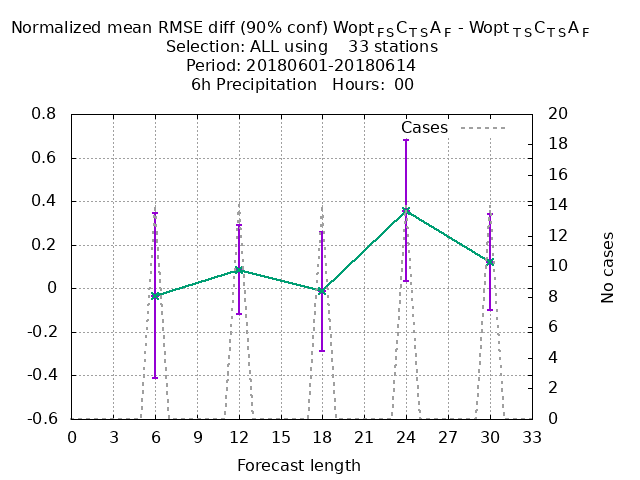 Normalized mean RMSE diff (90% conf) Wopt FS C TS A F - Wopt TS C TS A F
Selection: ALL using 33 stations
Period: 20180601-20180614
6h Precipitation Hours: 00
Cases
0.8
0.6
0.4
0.2
0
-0.2
-0.4
-0.6
20
18
16
14
12
10
8
6
4
2
0
No cases
0 3 6 9 12 15 18 21 24 27 30 33
Forecast length